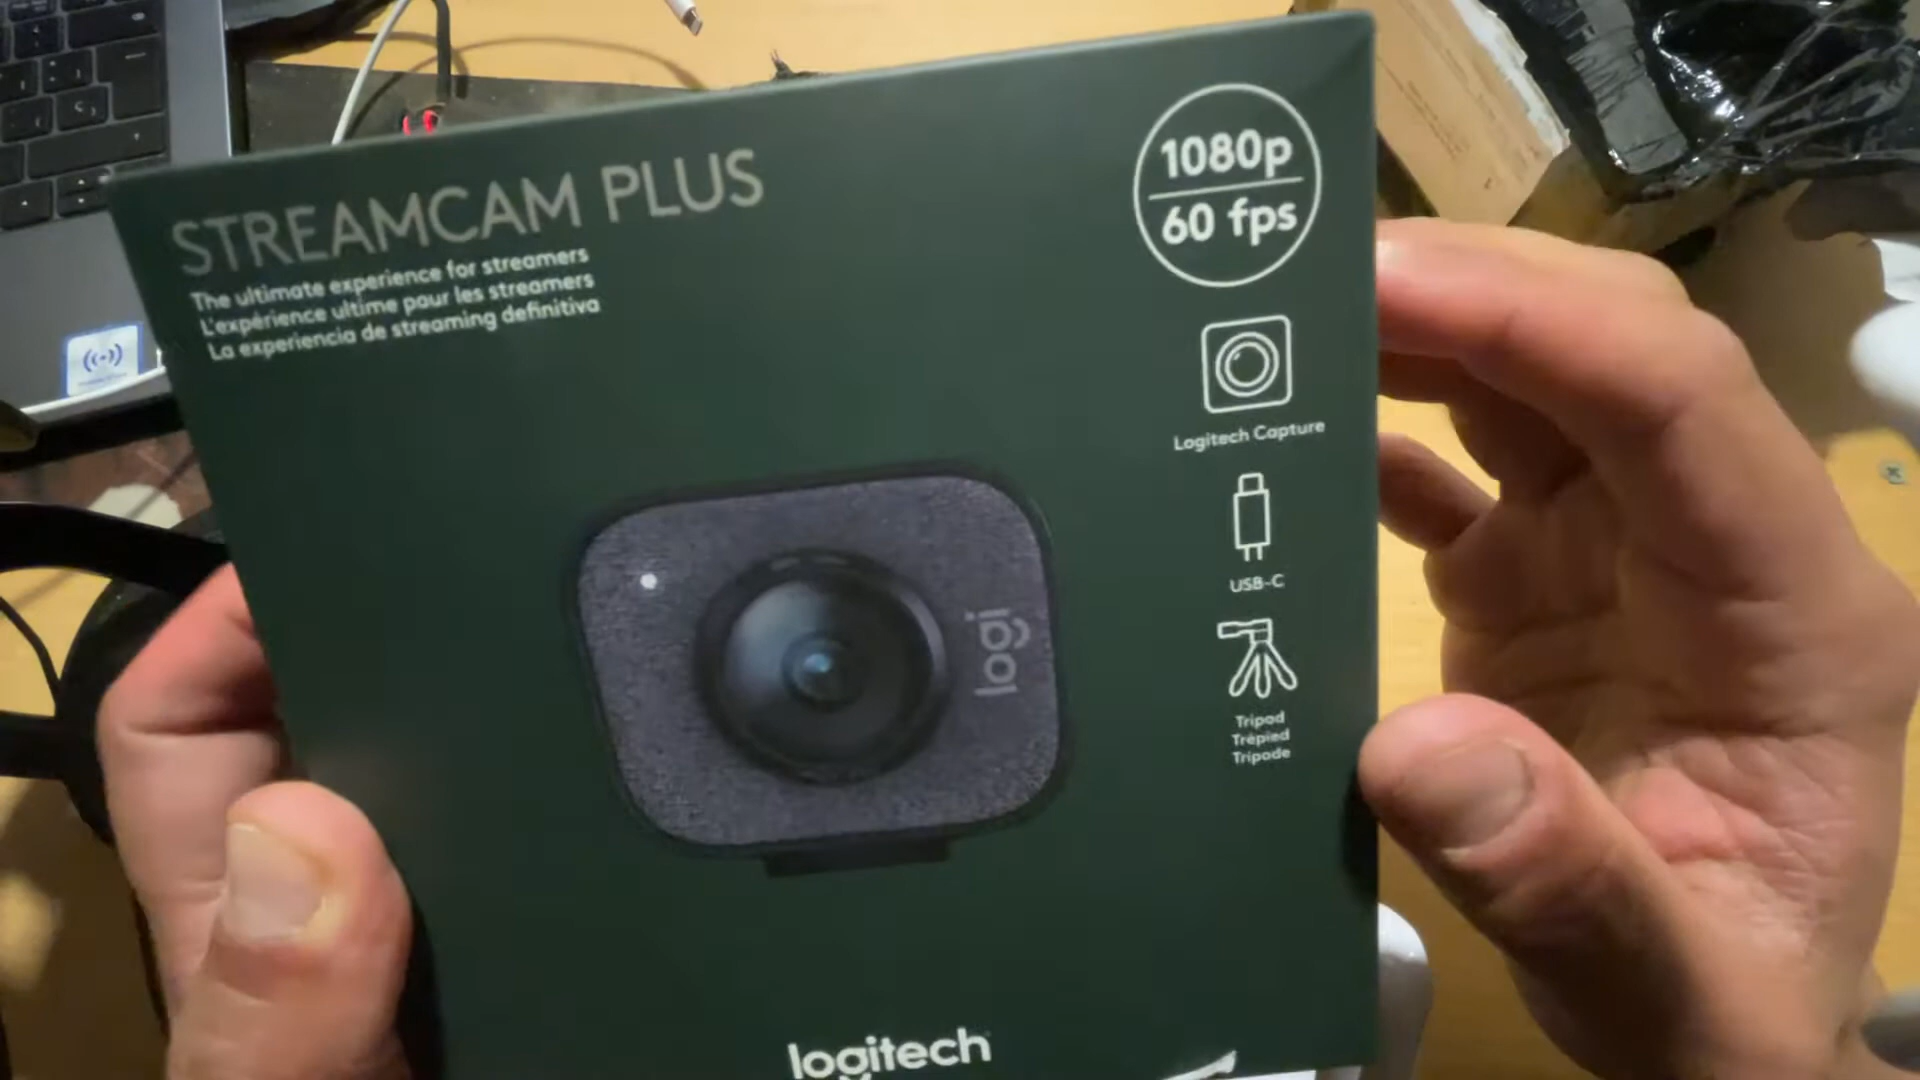 STREAMCAM PLUS
The ultimate experience for streamers
L'expérience ultime pour les streamers
La experiencia de streaming definitiva
1080p
60 fps
Logitech Capture
USB-C
Tripod
Trépied
Trípode
logi
logitech